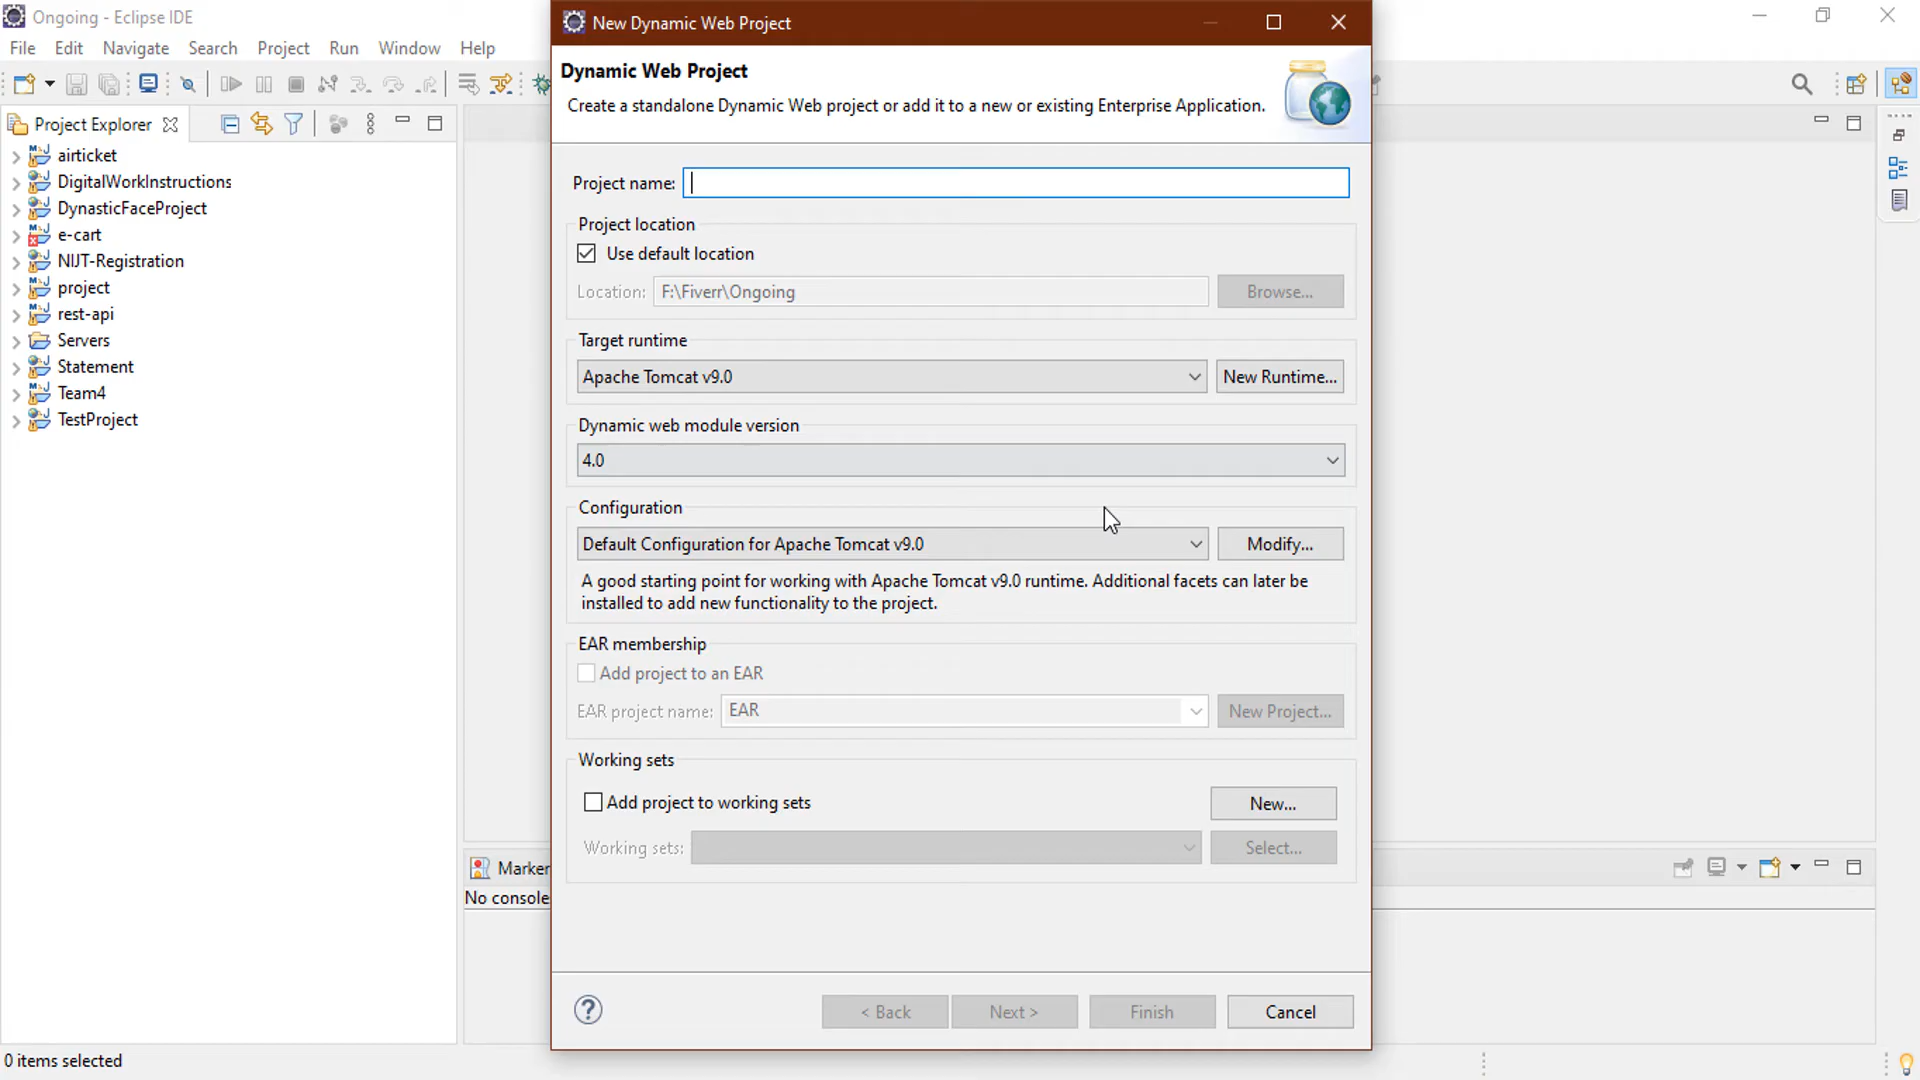 Ongoing - Eclipse IDE
File Edit Navigate Search Project Run Window Help
Project Explorer
airticket
DigitalWorkInstructions
DynasticFaceProject
e-cart
NIJT-Registration
project
rest-api
Servers
Statement
Team4
TestProject
New Dynamic Web Project
Dynamic Web Project
Create a standalone Dynamic Web project or add it to a new or existing Enterprise Application.
Project name:
Project location
Use default location
Location: F:\Fiverr\Ongoing Browse...
Target runtime
Apache Tomcat v9.0 New Runtime...
Dynamic web module version
4.0
Configuration
Default Configuration for Apache Tomcat v9.0 Modify...
A good starting point for working with Apache Tomcat v9.0 runtime. Additional facets can later be
installed to add new functionality to the project.
EAR membership
Add project to an EAR
EAR project name: EAR New Project...
Working sets
Add project to working sets New...
Working sets: Select...
< Back Next > Finish Cancel
Marker
No console
0 items selected